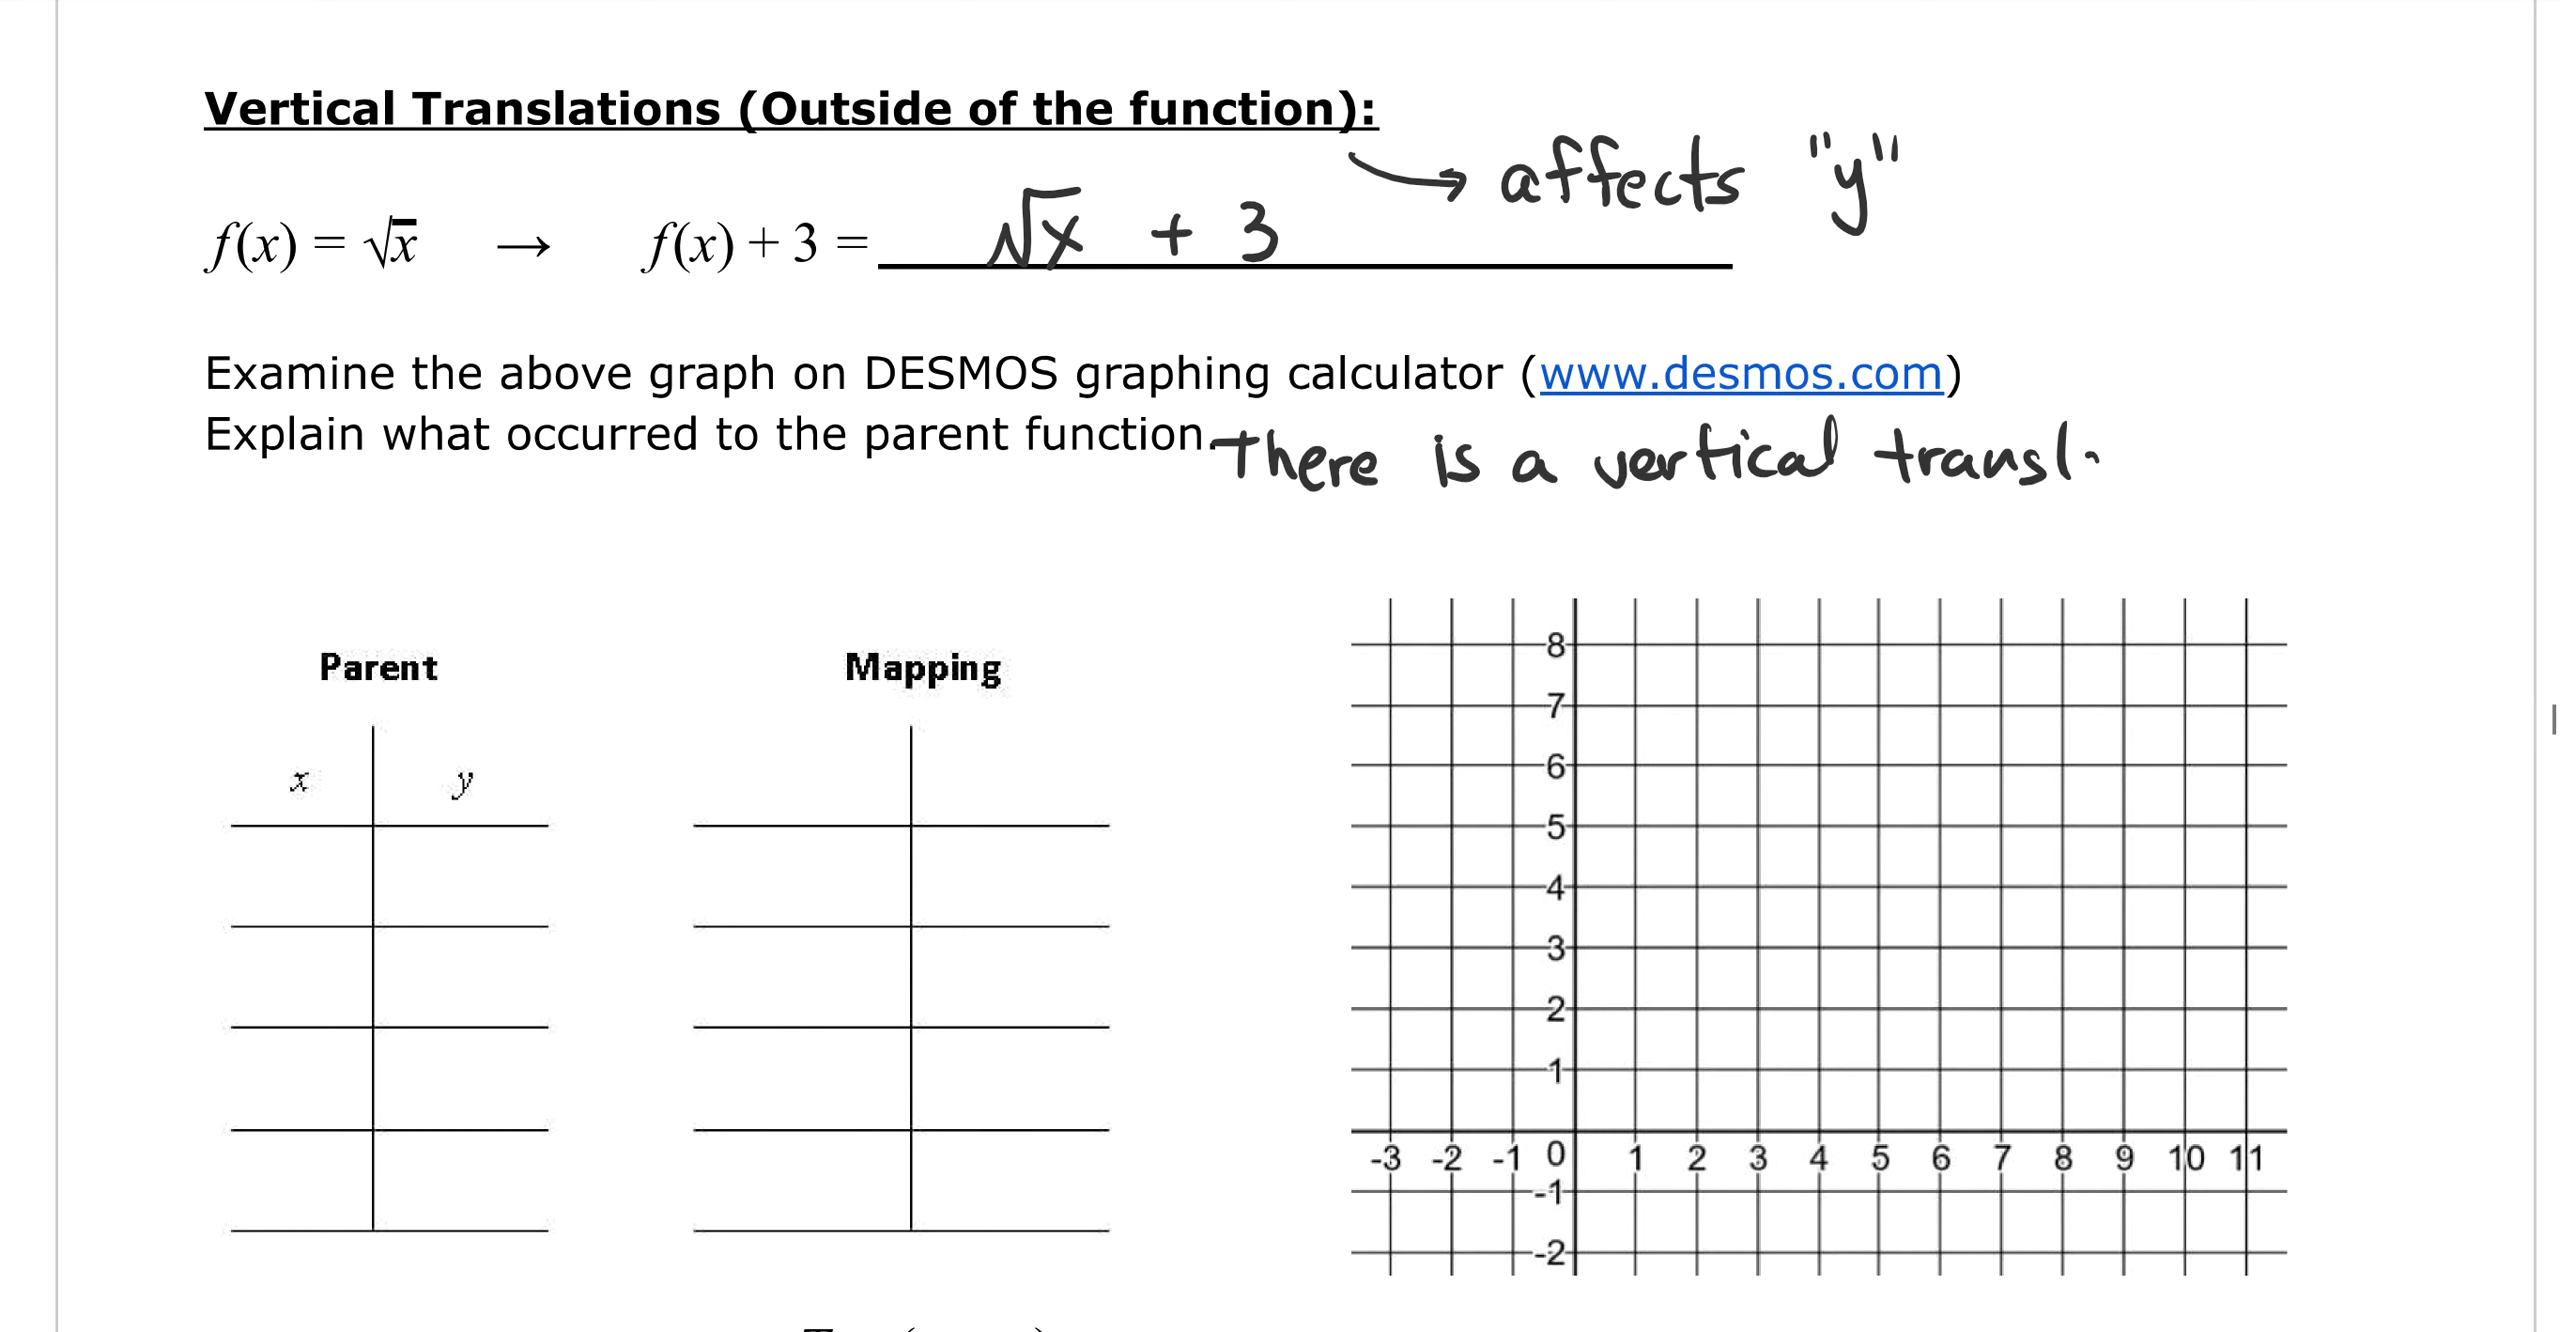 Vertical Translations (Outside of the function):
→ affects "y"
f(x) = √x → f(x) + 3 = √x + 3
Examine the above graph on DESMOS graphing calculator (www.desmos.com)
Explain what occurred to the parent function. There is a vertical transl.
Parent Mapping
x y
8
7
6
5
4
3
2
1
-3 -2 -1 0 1 2 3 4 5 6 7 8 9 10 11
-1
-2